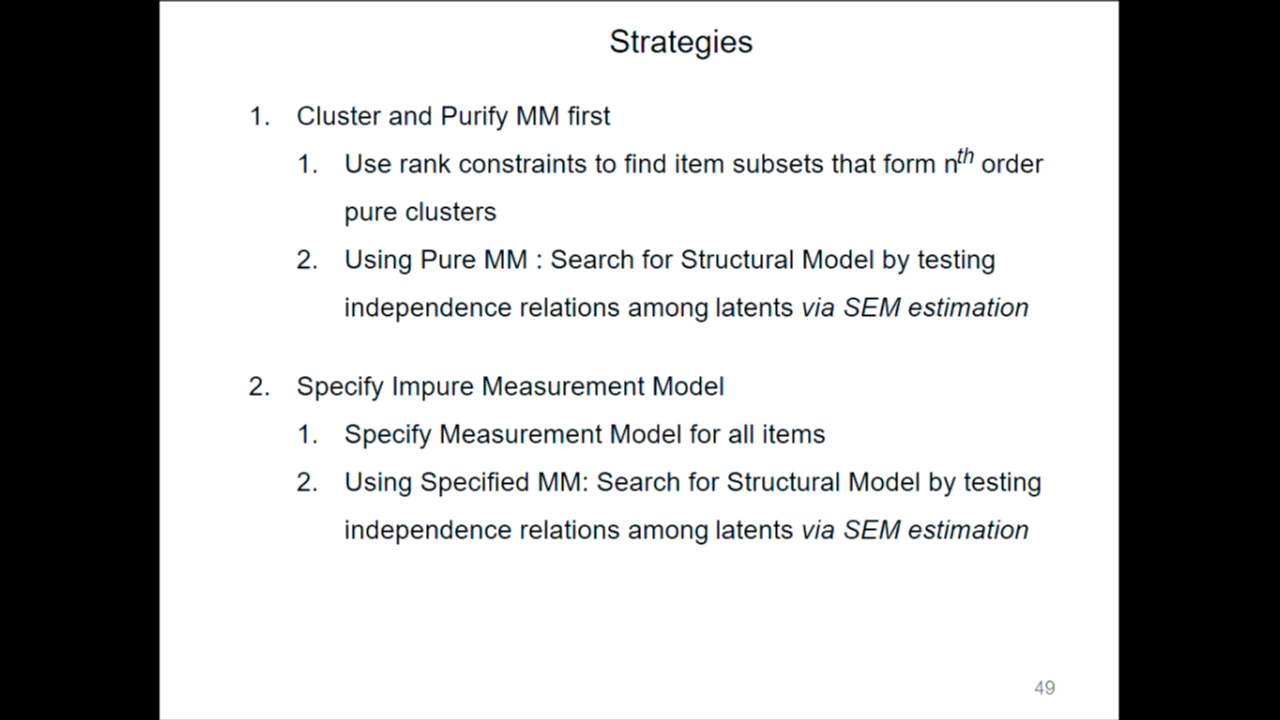 Strategies
1. Cluster and Purify MM first
1. Use rank constraints to find item subsets that form nth order
pure clusters
2. Using Pure MM : Search for Structural Model by testing
independence relations among latents via SEM estimation
2. Specify Impure Measurement Model
1. Specify Measurement Model for all items
2. Using Specified MM: Search for Structural Model by testing
independence relations among latents via SEM estimation
49